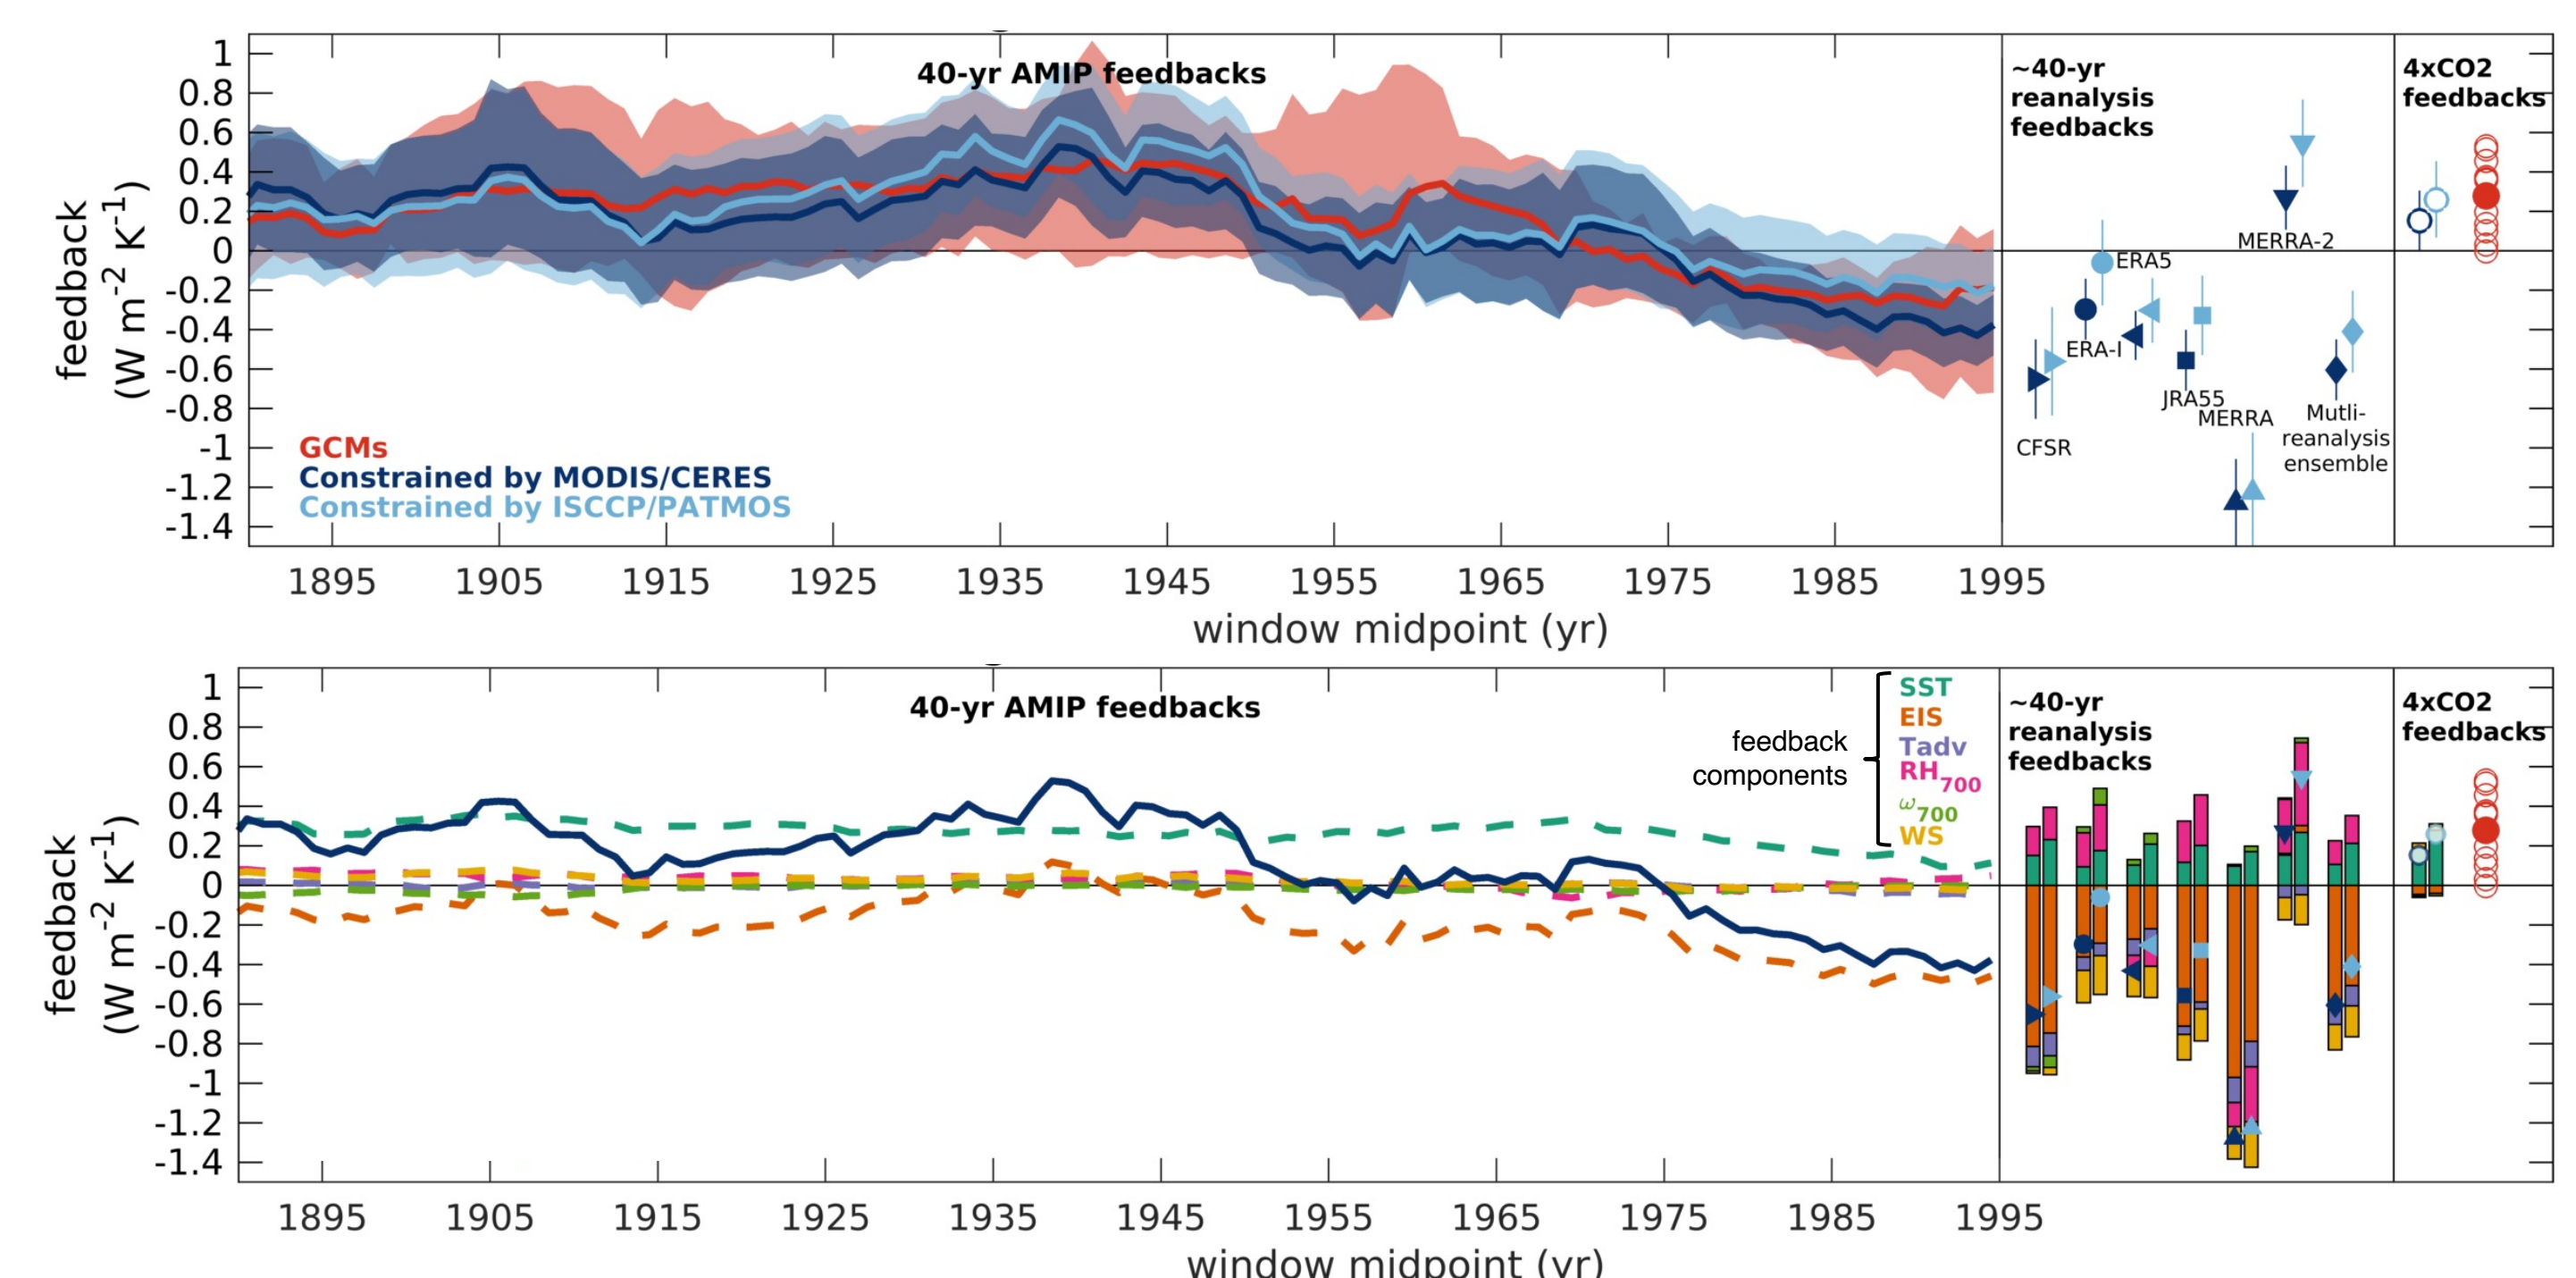 40-yr AMIP feedbacks
~40-yr
reanalysis
feedbacks
4xCO2
feedbacks
1
0.8
0.6
0.4
0.2
0
-0.2
-0.4
-0.6
-0.8
-1
-1.2
-1.4
feedback
(W m-2 K-1)
GCMs
Constrained by MODIS/CERES
Constrained by ISCCP/PATMOS
MERRA-2
ERA5
ERA-I
JRA55
MERRA
CFSR
Mutli-
reanalysis
ensemble
1895 1905 1915 1925 1935 1945 1955 1965 1975 1985 1995
window midpoint (yr)
40-yr AMIP feedbacks
feedback
components
SST
EIS
Tadv
RH700
ω700
WS
~40-yr
reanalysis
feedbacks
4xCO2
feedbacks
1
0.8
0.6
0.4
0.2
0
-0.2
-0.4
-0.6
-0.8
-1
-1.2
-1.4
feedback
(W m-2 K-1)
1895 1905 1915 1925 1935 1945 1955 1965 1975 1985 1995
window midpoint (yr)